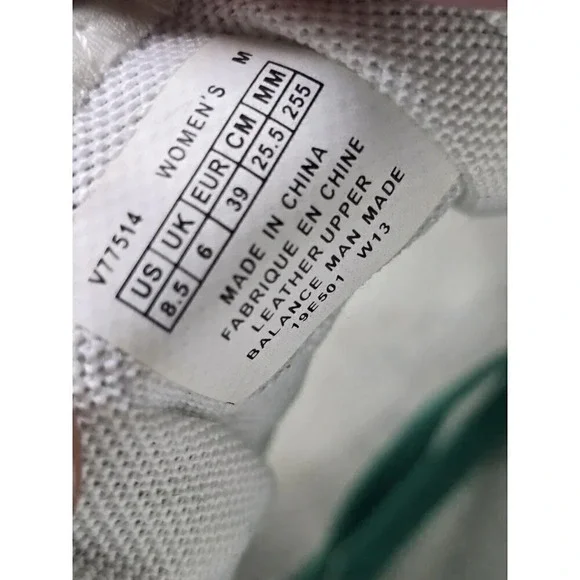 V77514 WOMEN'S M
US UK EUR CM MM
8.5 6 39 25.5 255
MADE IN CHINA
FABRIQUE EN CHINE
LEATHER UPPER
BALANCE MAN MADE
19E501 W13